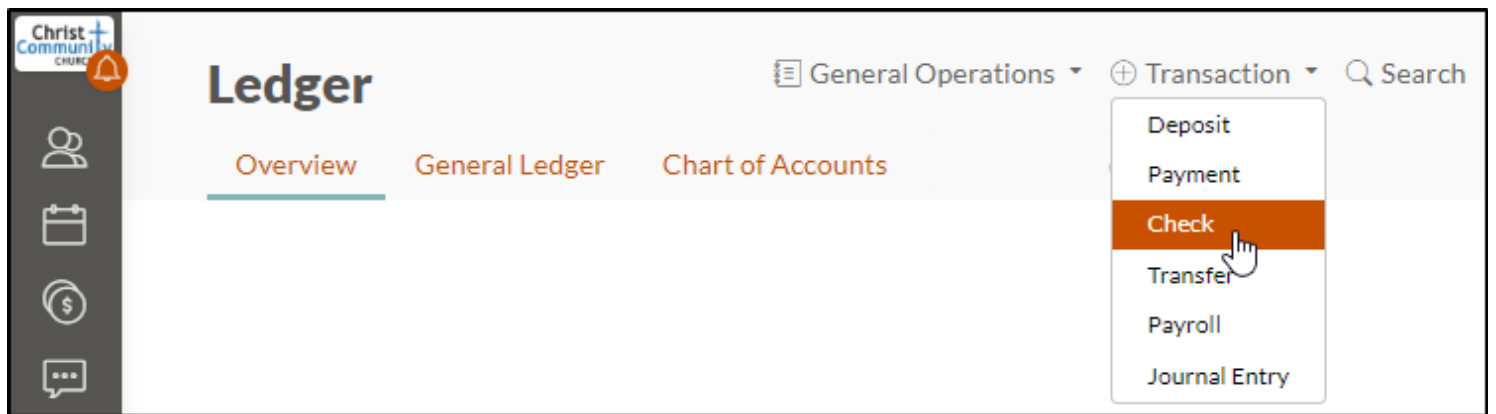 Christ
Community
CHURC
Ledger
General Operations
Transaction
Search
Overview
General Ledger
Chart of Accounts
Deposit
Payment
Check
Transfer
Payroll
Journal Entry